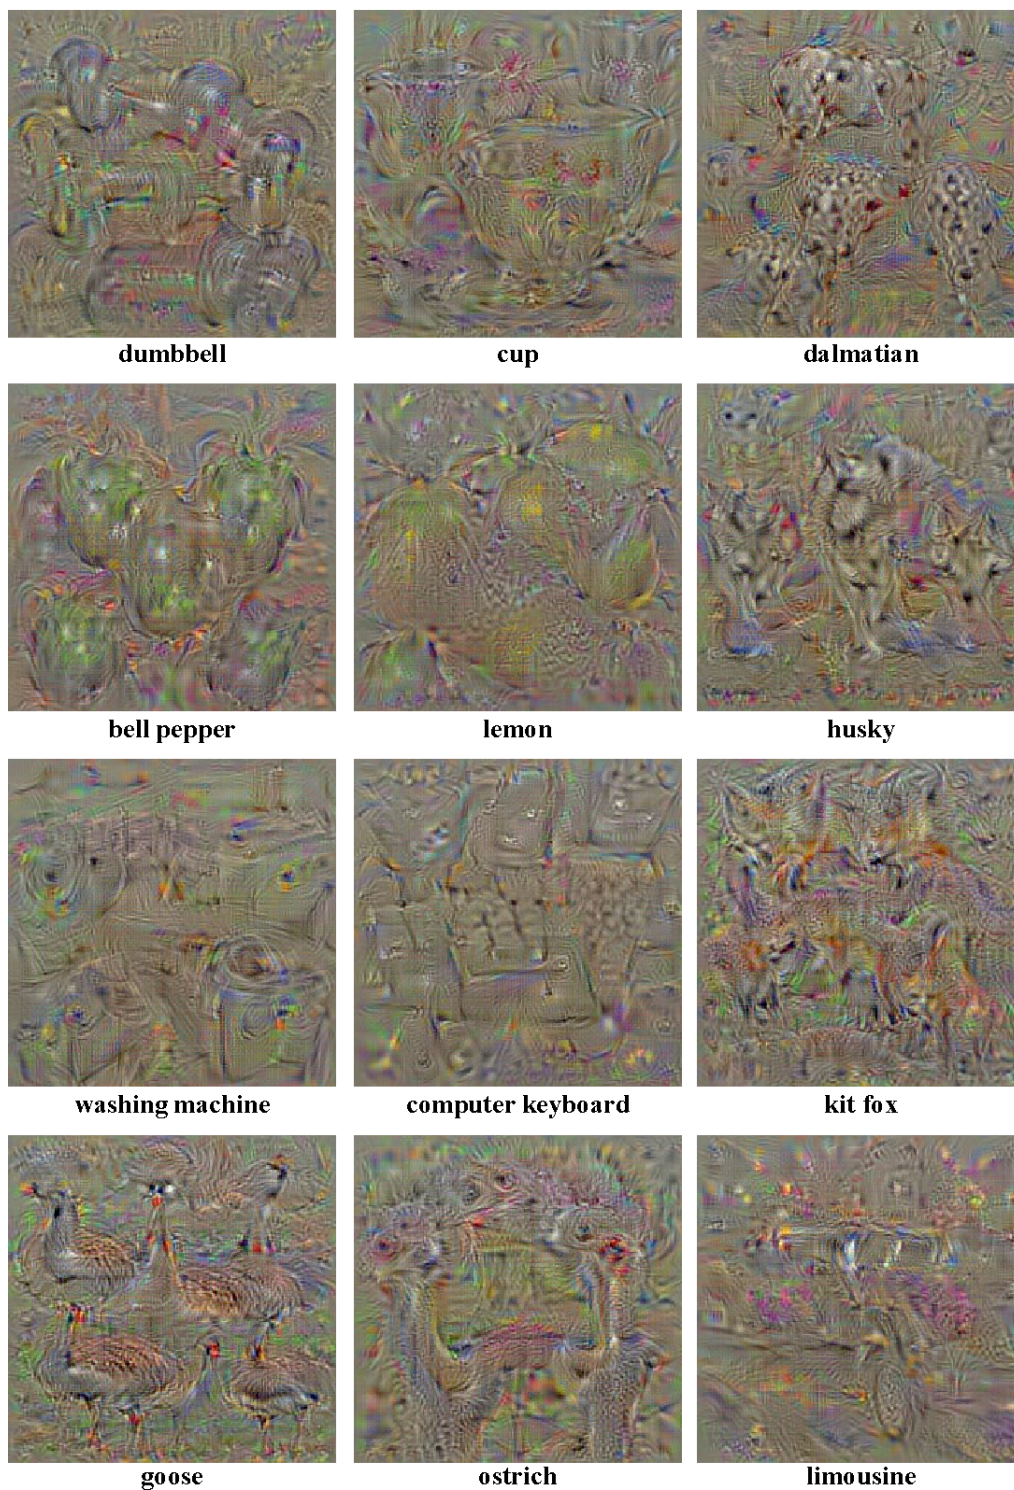 dumbbell
cup
dalmatian
bell pepper
lemon
husky
washing machine
computer keyboard
kit fox
goose
ostrich
limousine